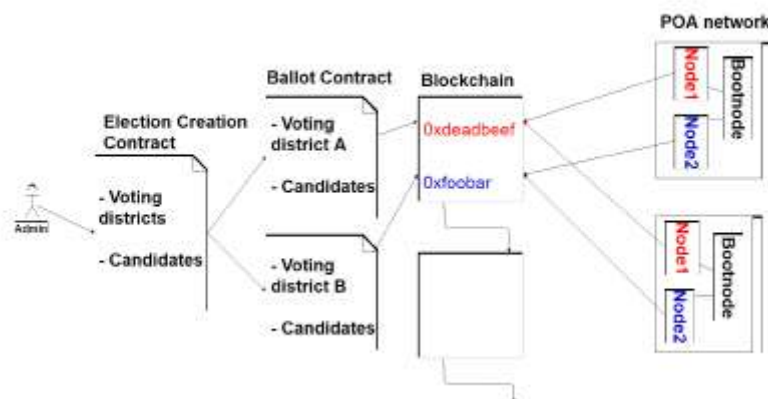 POA network
Node1
Node2
Bootnode
Ballot Contract
Blockchain
- Voting
district A
- Candidates
0xdeadbeef
0xfoobar
Election Creation
Contract
- Voting
districts
- Candidates
Admin
- Voting
district B
- Candidates
Node1
Node2
Bootnode